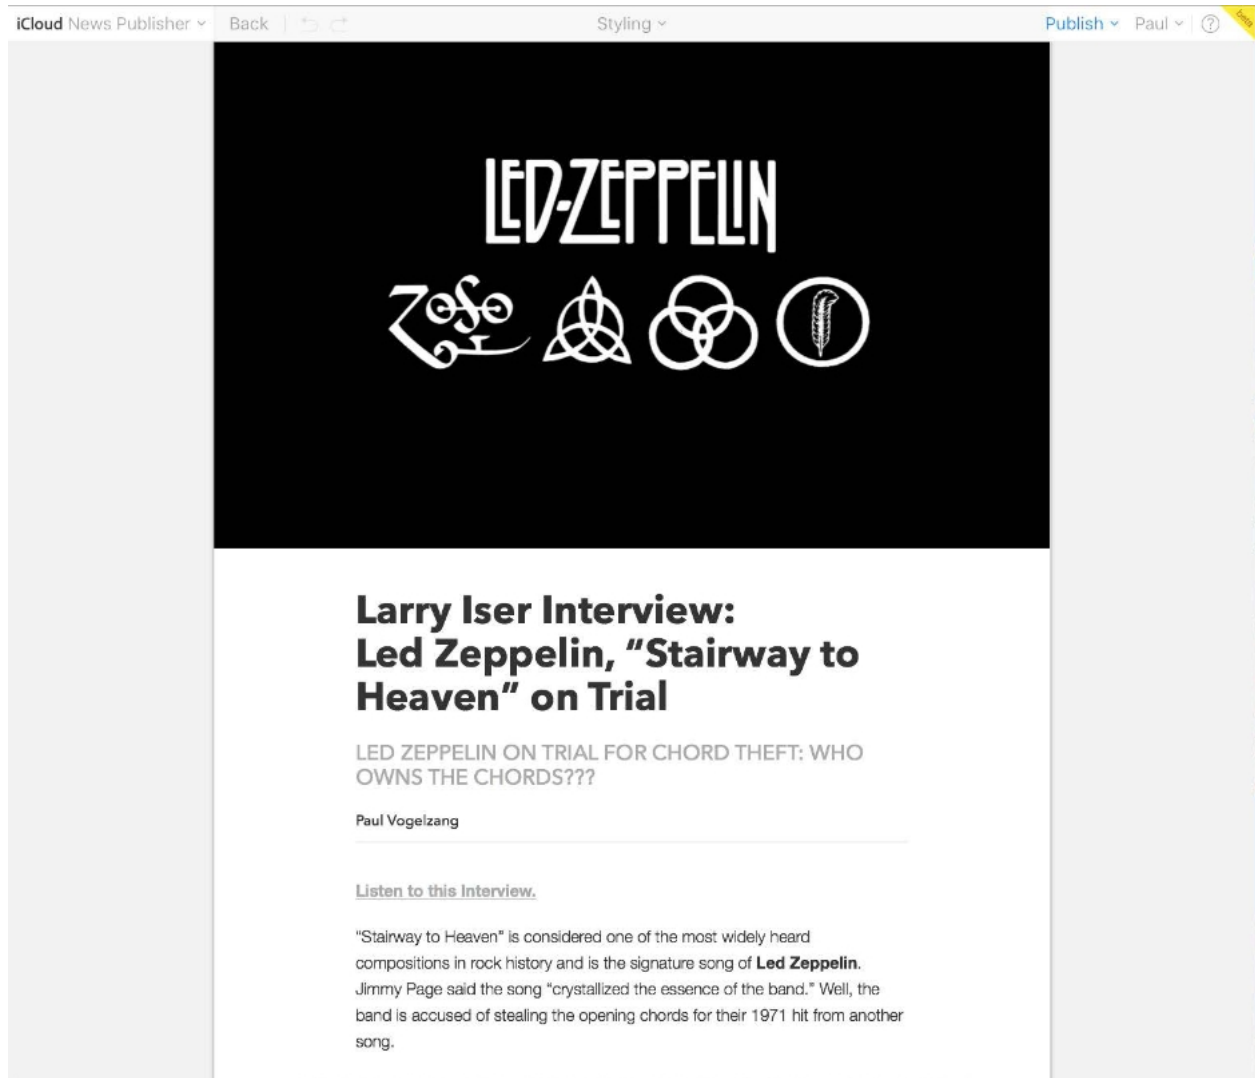 iCloud News Publisher Back Styling Publish Paul ? beta
LED-ZEPPELIN
ZOSO
Larry Iser Interview:
Led Zeppelin, “Stairway to
Heaven” on Trial
LED ZEPPELIN ON TRIAL FOR CHORD THEFT: WHO
OWNS THE CHORDS???
Paul Vogelzang
Listen to this Interview.
“Stairway to Heaven” is considered one of the most widely heard
compositions in rock history and is the signature song of Led Zeppelin.
Jimmy Page said the song “crystallized the essence of the band.” Well, the
band is accused of stealing the opening chords for their 1971 hit from another
song.